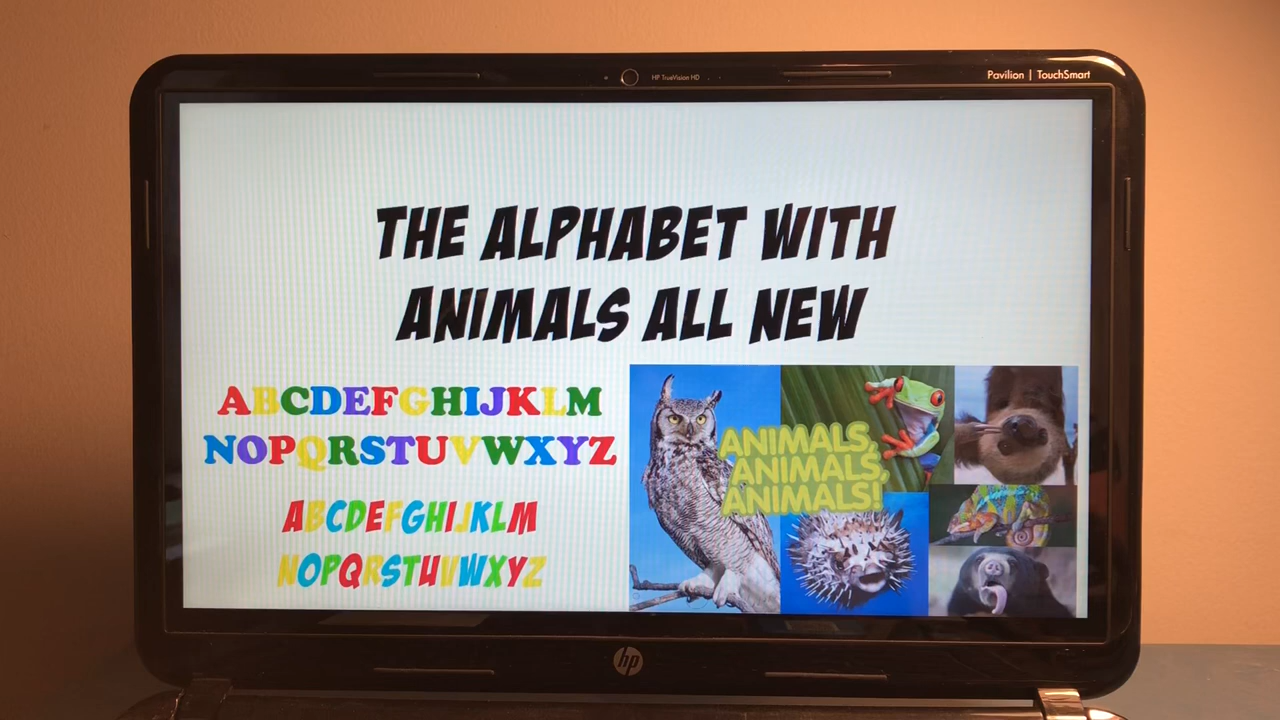 HP TrueVision HD
Pavilion | TouchSmart
THE ALPHABET WITH
ANIMALS ALL NEW
ABCDEFGHIJKLM
NOPQRSTUVWXYZ
ABCDEFGHIJKLM
NOPQRSTUVWXYZ
ANIMALS,
ANIMALS,
ANIMALS!
hp